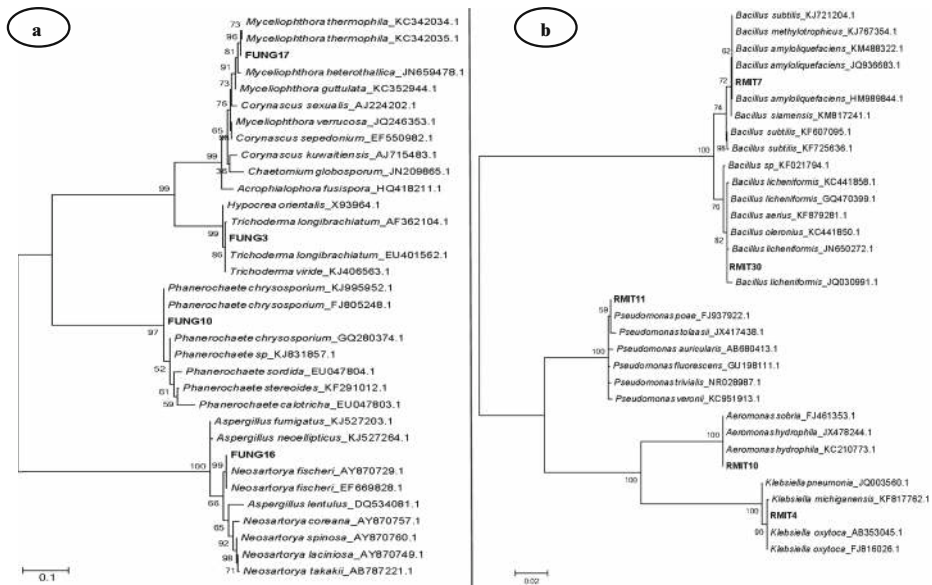 a
73
Myceliophthora thermophila_KC342034.1
96
Myceliophthora thermophila_KC342035.1
81
FUNG17
91
Myceliophthora heterothallica_JN659478.1
73
Myceliophthora guttulata_KC352944.1
76
Corynascus sexualis_AJ224202.1
Myceliophthora verrucosa_JQ246353.1
65
Corynascus sepedonium_EF550982.1
Corynascus kuwaitiensis_AJ715483.1
99
36
Chaetomium globosporum_JN209865.1
99
Acrophialophora fusispora_HQ418211.1
Hypocrea orientalis_X93964.1
Trichoderma longibrachiatum_AF362104.1
99
FUNG3
86
Trichoderma longibrachiatum_EU401562.1
Trichoderma viride_KJ406563.1
Phanerochaete chrysosporium_KJ995952.1
Phanerochaete chrysosporium_FJ805248.1
FUNG10
97
Phanerochaete chrysosporium_GQ280374.1
Phanerochaete sp_KJ831857.1
52
Phanerochaete sordida_EU047804.1
61
Phanerochaete stereoides_KF291012.1
59
Phanerochaete calotricha_EU047803.1
Aspergillus fumigatus_KJ527203.1
Aspergillus neoellipticus_KJ527264.1
FUNG16
100
99
Neosartorya fischeri_AY870729.1
Neosartorya fischeri_EF669828.1
66
Aspergillus lentulus_DQ534081.1
65
Neosartorya coreana_AY870757.1
92
Neosartorya spinosa_AY870760.1
98
Neosartorya laciniosa_AY870749.1
71
Neosartorya takakii_AB787221.1
0.1
b
Bacillus subtilis_KJ721204.1
Bacillus methylotrophicus_KJ767354.1
62
Bacillus amyloliquefaciens_KM488322.1
Bacillus amyloliquefaciens_JQ936683.1
72
RMIT7
Bacillus amyloliquefaciens_HM989844.1
74
Bacillus siamensis_KM817241.1
Bacillus subtilis_KF607095.1
100
98
Bacillus subtilis_KF725636.1
Bacillus sp_KF021794.1
Bacillus licheniformis_KC441858.1
Bacillus licheniformis_GQ470399.1
76
Bacillus aerius_KF879281.1
Bacillus oleronius_KC441850.1
82
Bacillus licheniformis_JN650272.1
RMIT30
Bacillus licheniformis_JQ030991.1
RMIT11
59
Pseudomonas poae_FJ937922.1
Pseudomonas tolaasii_JX417438.1
100
Pseudomonas auricularis_AB680413.1
Pseudomonas fluorescens_GU198111.1
Pseudomonas trivialis_NR028987.1
Pseudomonas veronii_KC951913.1
Aeromonas sobria_FJ461353.1
Aeromonas hydrophila_JX478244.1
100
Aeromonas hydrophila_KC210773.1
RMIT10
100
Klebsiella pneumonia_JQ003560.1
Klebsiella michiganensis_KF817762.1
100
RMIT4
90
Klebsiella oxytoca_AB353045.1
Klebsiella oxytoca_FJ816026.1
0.02